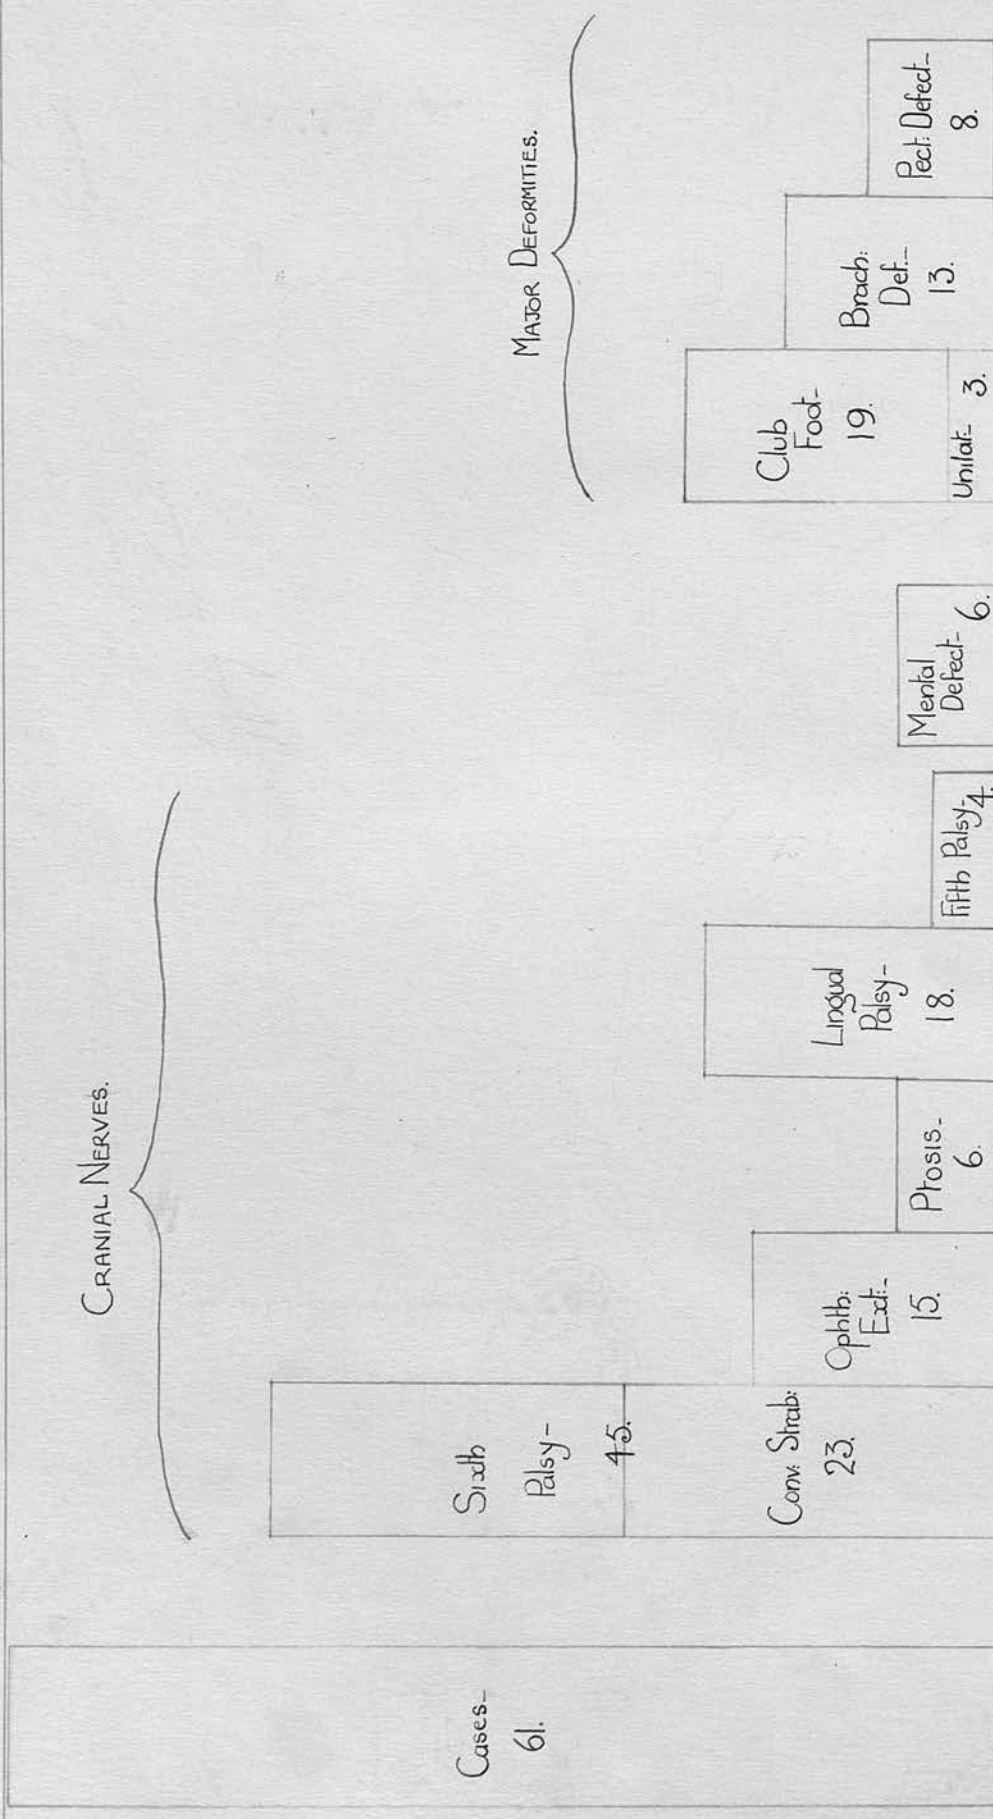 CRANIAL NERVES.
MAJOR DEFORMITIES.
Cases-
61.
Sixth
Palsy-
45.
Conv: Strab:
23.
Ophth:
Ext:-
15.
Ptosis-
6.
Lingual
Palsy-
18.
Fifth Palsy-
4.
Mental
Defect- 6.
Club
Foot-
19.
Unilat:- 3.
Brach:
Def:-
13.
Pect: Defect-
8.